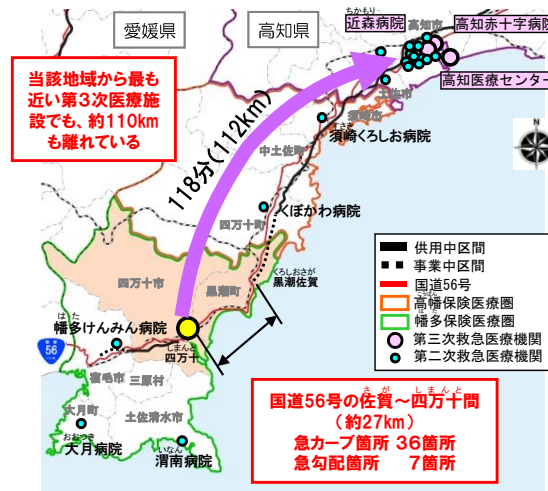 愛媛県
高知県
ちかもり
近森病院
高知市
高知赤十字病院
高知医療センター
当該地域から最も
近い第3次医療施
設でも、約110km
も離れている
118分(112km)
土佐市
須崎市
すさき
須崎くろしお病院
中土佐町
くぼかわ病院
四万十町
四万十市
黒潮町
くろしおさが
黒潮佐賀
はた
幡多けんみん病院
しまんと
四万十
56
宿毛市
三原村
大月町
おおつき
大月病院
土佐清水市
いなん
渭南病院
供用中区間
事業中区間
国道56号
高幡保険医療圏
幡多保険医療圏
第三次救急医療機関
第二次救急医療機関
さが しまんと
国道56号の佐賀～四万十間
(約27km)
急カーブ箇所 36箇所
急勾配箇所 7箇所